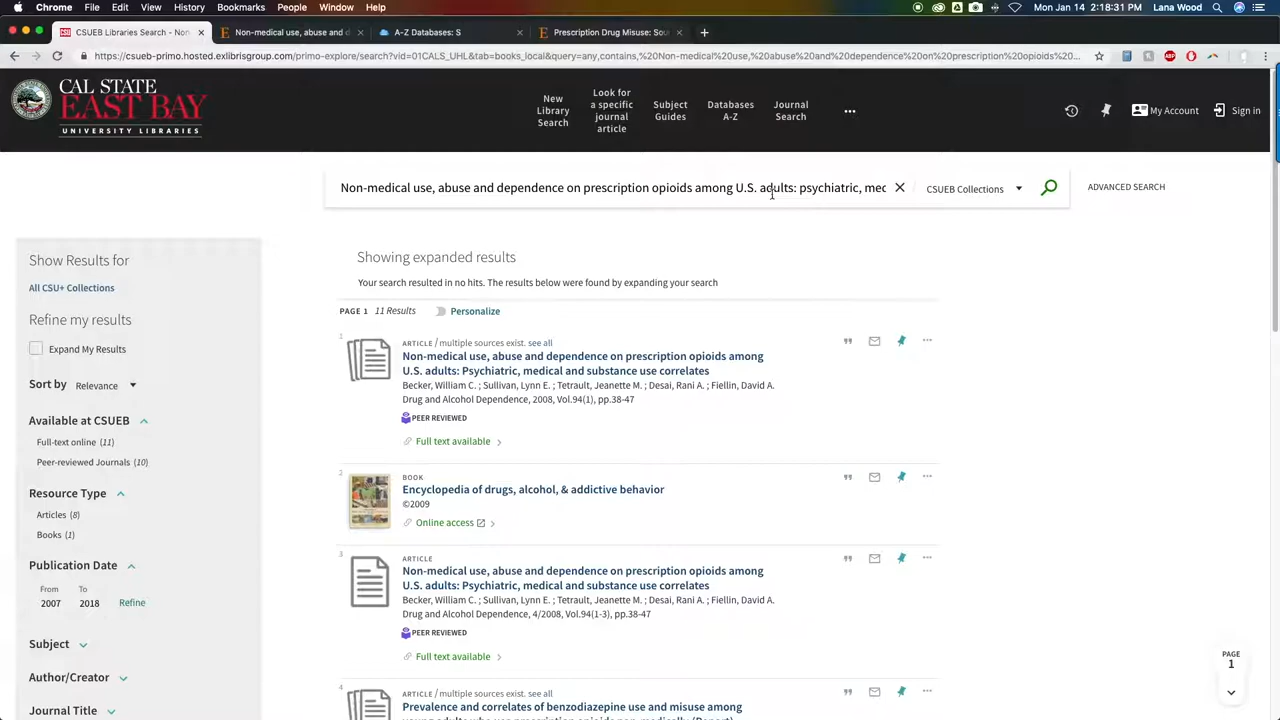 Chrome File Edit View History Bookmarks People Window Help Mon Jan 14 2:18:31 PM Lana Wood
CSUEB Libraries Search - Non- Non-medical use, abuse and d A-Z Databases: S Prescription Drug Misuse: Sou
https://csueb-primo.hosted.exlibrisgroup.com/primo-explore/search?vid=01CALS_UHL&tab=books_local&query=any,contains,%20Non-medical%20use,%20abuse%20and%20dependence%20on%20prescription%20opioids%20...
CAL STATE
EAST BAY
UNIVERSITY LIBRARIES
New
Library
Search
Look for
a specific
journal
article
Subject
Guides
Databases
A-Z
Journal
Search
My Account
Sign in
Non-medical use, abuse and dependence on prescription opioids among U.S. adults: psychiatric, med
CSUEB Collections
ADVANCED SEARCH
Show Results for
All CSU+ Collections
Refine my results
Expand My Results
Sort by Relevance
Available at CSUEB
Full-text online (11)
Peer-reviewed Journals (10)
Resource Type
Articles (8)
Books (1)
Publication Date
From To
2007 2018 Refine
Subject
Author/Creator
Journal Title
Showing expanded results
Your search resulted in no hits. The results below were found by expanding your search
PAGE 1 11 Results Personalize
1
ARTICLE / multiple sources exist. see all
Non-medical use, abuse and dependence on prescription opioids among
U.S. adults: Psychiatric, medical and substance use correlates
Becker, William C. ; Sullivan, Lynn E. ; Tetrault, Jeanette M. ; Desai, Rani A. ; Fiellin, David A.
Drug and Alcohol Dependence, 2008, Vol.94(1), pp.38-47
PEER REVIEWED
Full text available
2
BOOK
Encyclopedia of drugs, alcohol, & addictive behavior
©2009
Online access
3
ARTICLE
Non-medical use, abuse and dependence on prescription opioids among
U.S. adults: Psychiatric, medical and substance use correlates
Becker, William C. ; Sullivan, Lynn E. ; Tetrault, Jeanette M. ; Desai, Rani A. ; Fiellin, David A.
Drug and Alcohol Dependence, 4/2008, Vol.94(1-3), pp.38-47
PEER REVIEWED
Full text available
4
ARTICLE / multiple sources exist. see all
Prevalence and correlates of benzodiazepine use and misuse among
PAGE
1